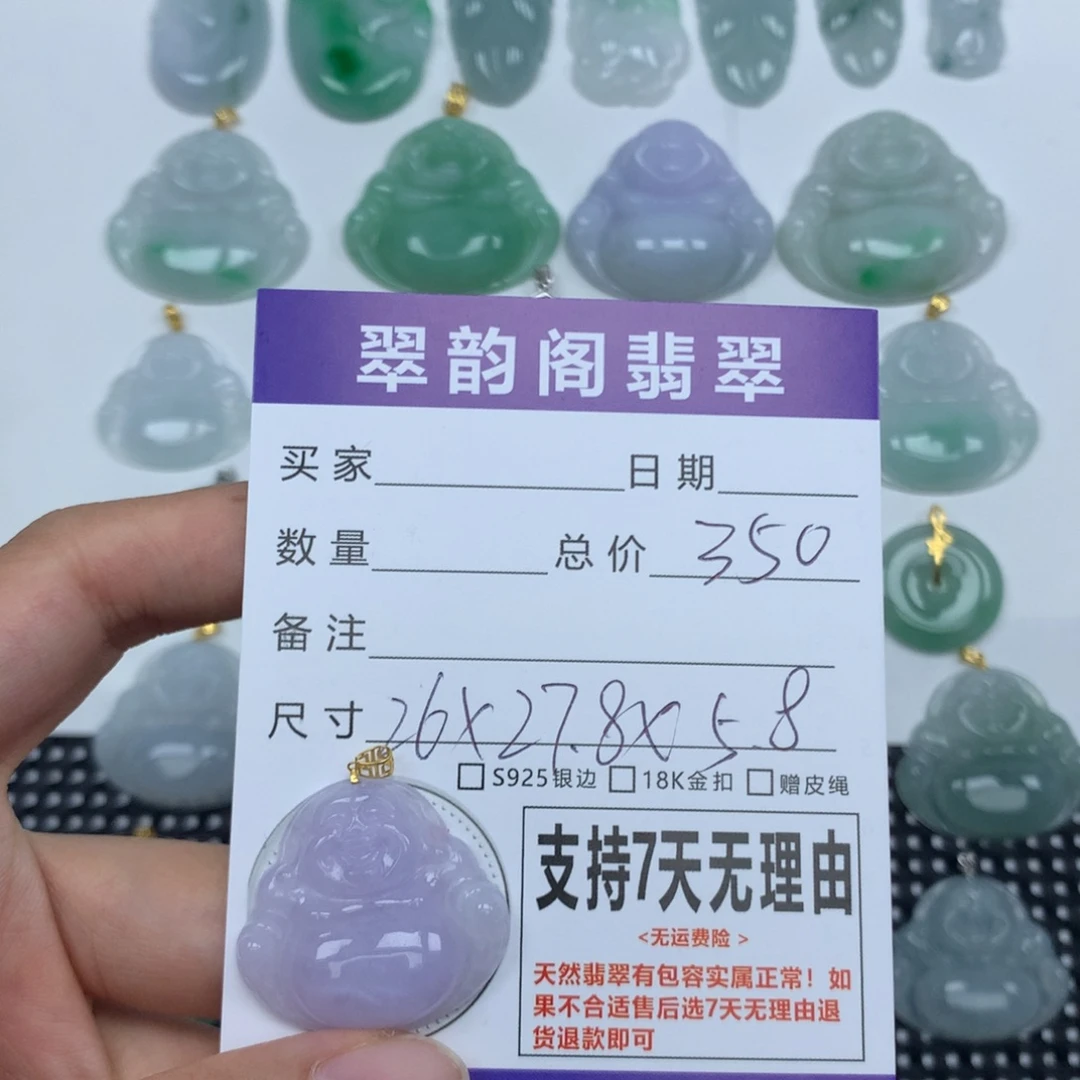 翠韵阁翡翠
买家 日期
数量 总价 350
备注
尺寸 26x27.8x5.8
□ S925银边 □ 18K金扣 □ 赠皮绳
支持7天无理由
<无运费险 >
天然翡翠有包容实属正常！如
果不合适售后选7天无理由退
货退款即可